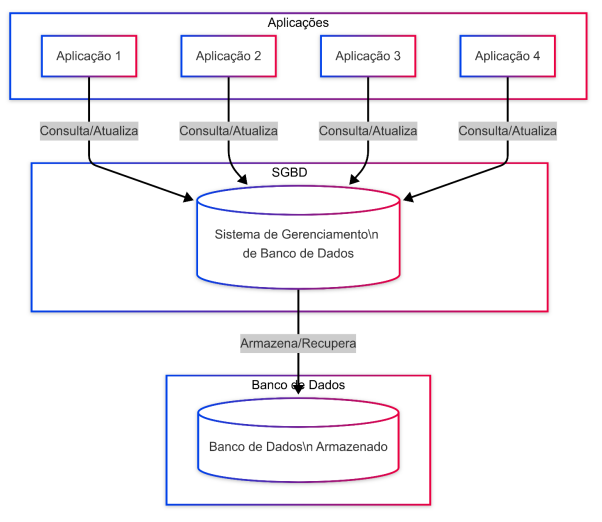 Aplicações
Aplicação 1
Aplicação 2
Aplicação 3
Aplicação 4
Consulta/Atualiza
Consulta/Atualiza
Consulta/Atualiza
Consulta/Atualiza
SGBD
Sistema de Gerenciamento\n
de Banco de Dados
Armazena/Recupera
Banco de Dados
Banco de Dados\n Armazenado